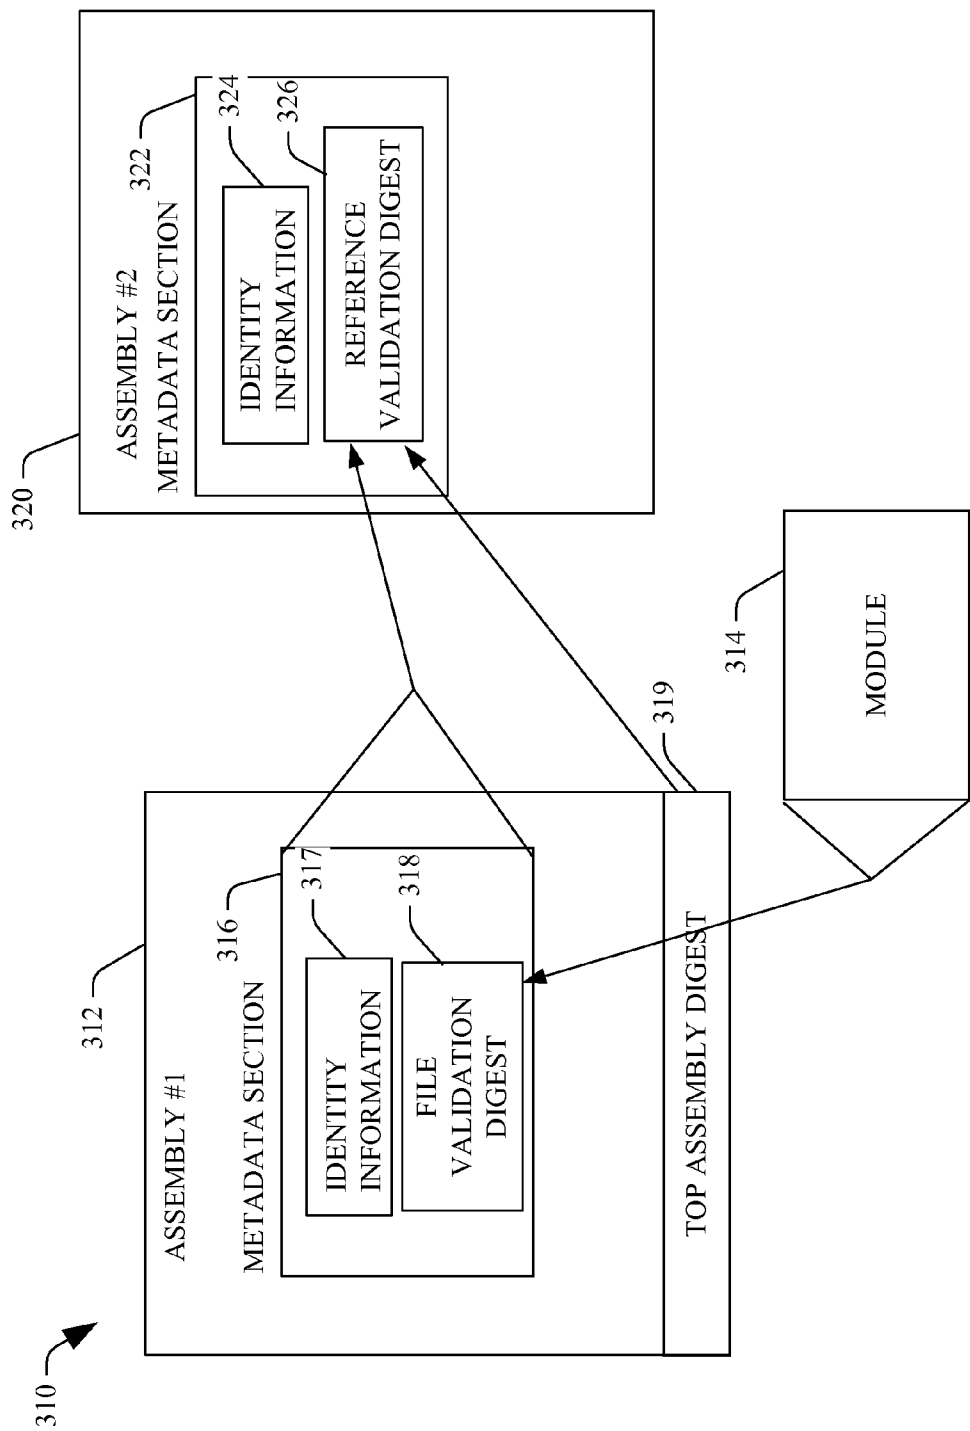 310
312
ASSEMBLY #1
METADATA SECTION
316
IDENTITY
INFORMATION
317
FILE
VALIDATION
DIGEST
318
TOP ASSEMBLY DIGEST
319
320
ASSEMBLY #2
METADATA SECTION
322
IDENTITY
INFORMATION
324
REFERENCE
VALIDATION DIGEST
326
MODULE
314